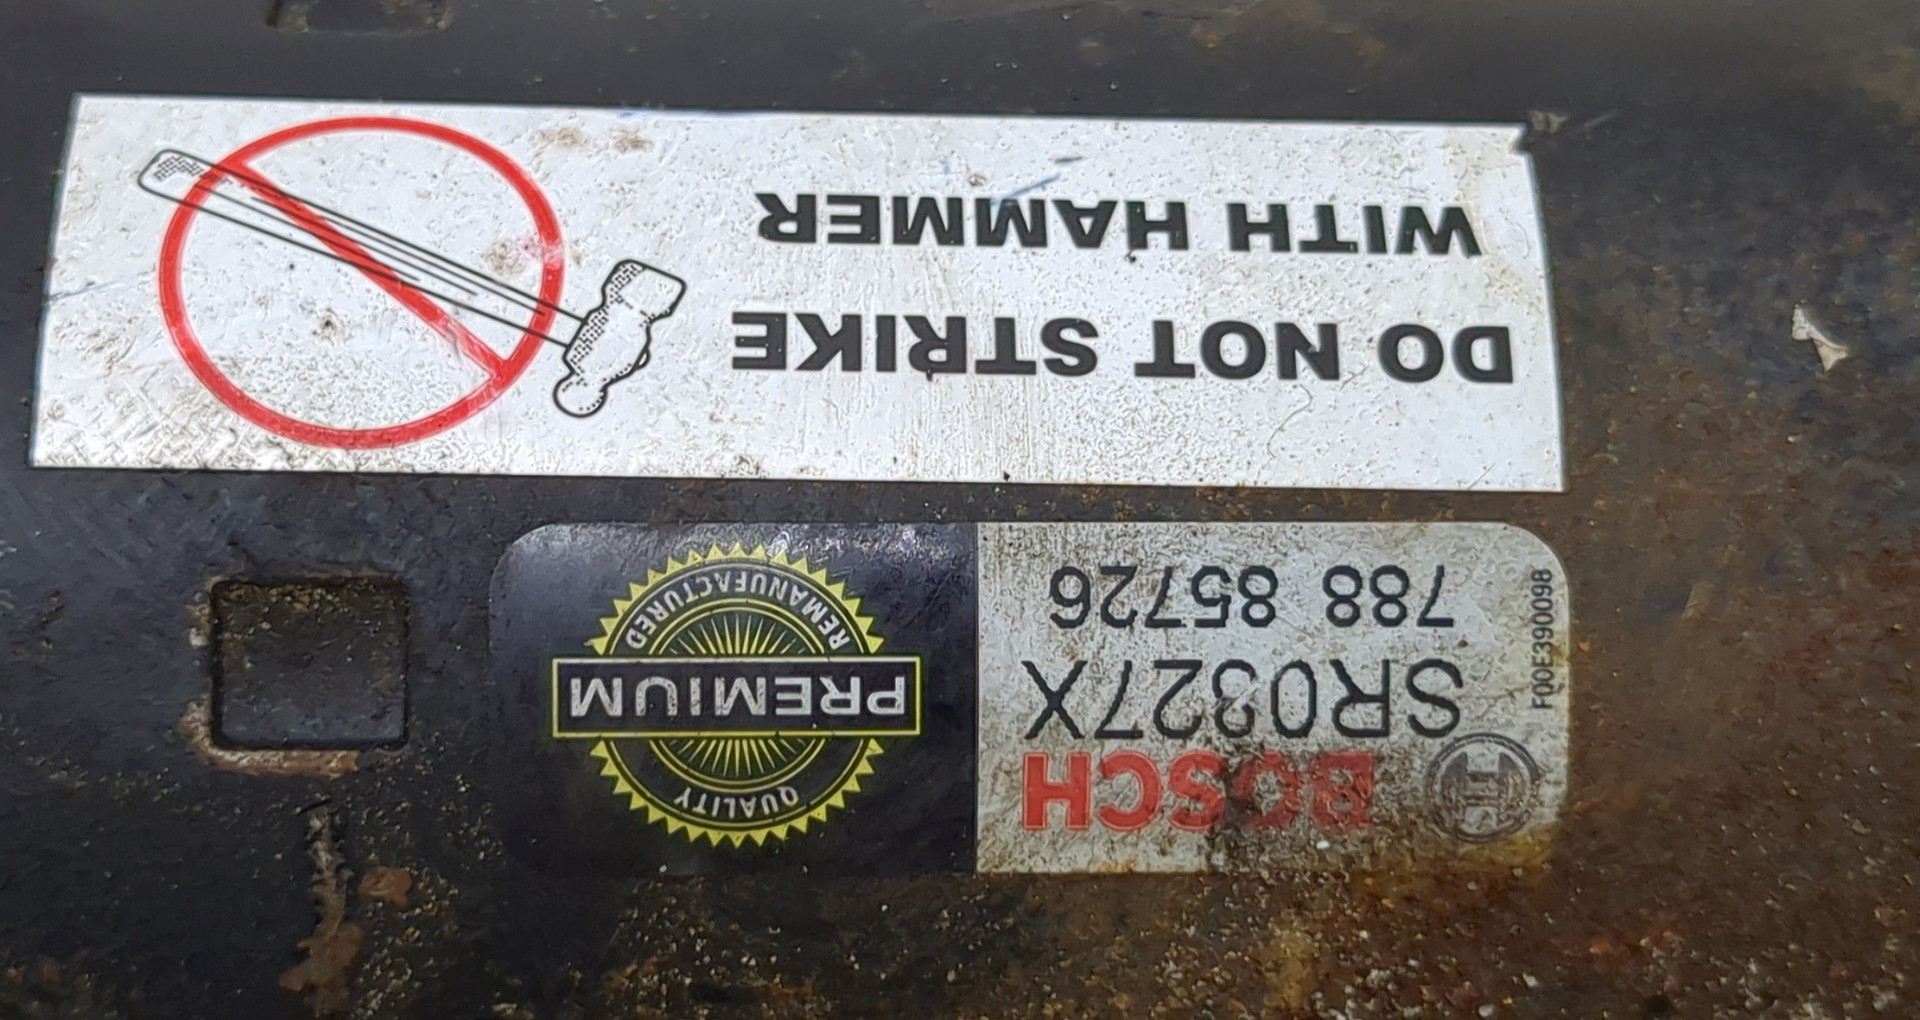 BOSCH
SR0327X
788 85726
F00E390098
QUALITY
PREMIUM
REMANUFACTURED
DO NOT STRIKE
WITH HAMMER